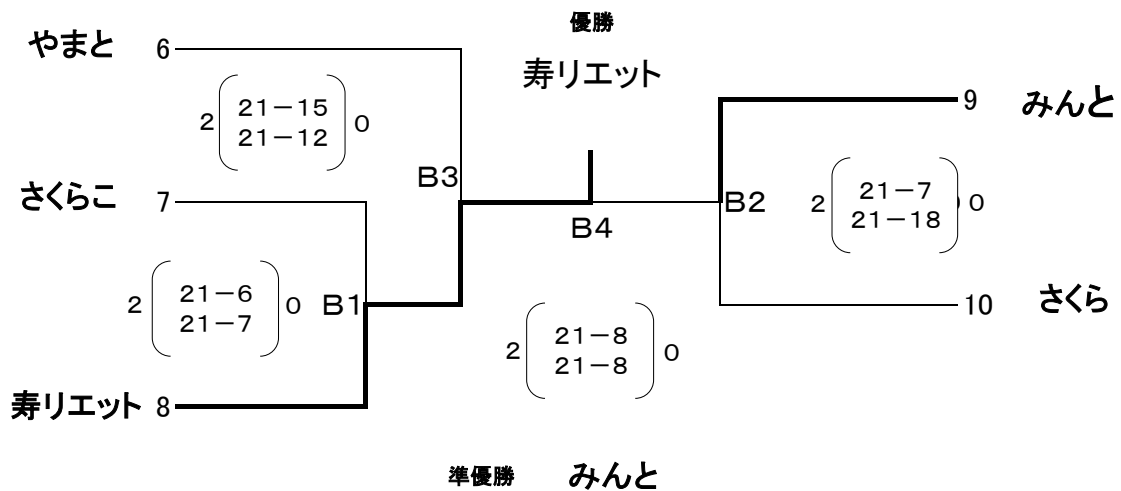 優勝
やまと 6
寿リエット
21－15
2 0
21－12
9 みんと
B3
さくらこ 7
B2
21－7
2 0
21－18
B4
21－6
2 0
21－7
B1
10 さくら
21－8
2 0
21－8
寿リエット 8
準優勝 みんと